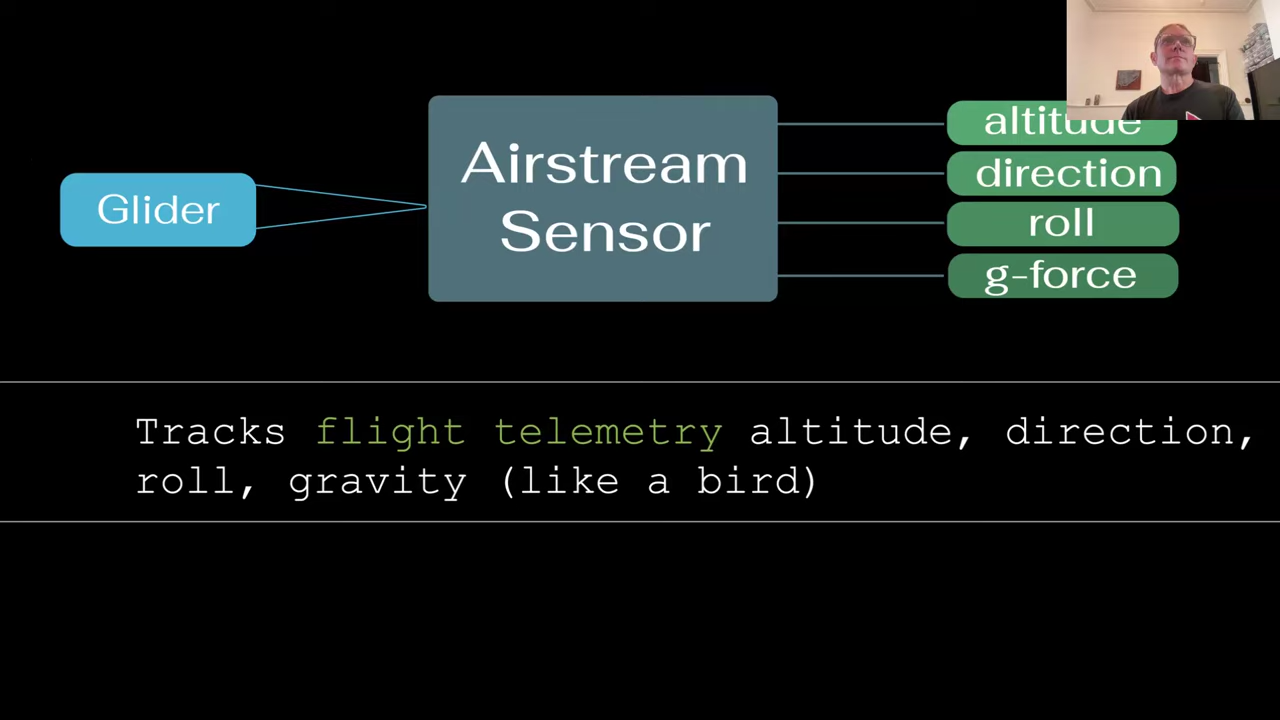 Glider
Airstream
Sensor
altitude
direction
roll
g-force
Tracks flight telemetry altitude, direction,
roll, gravity (like a bird)